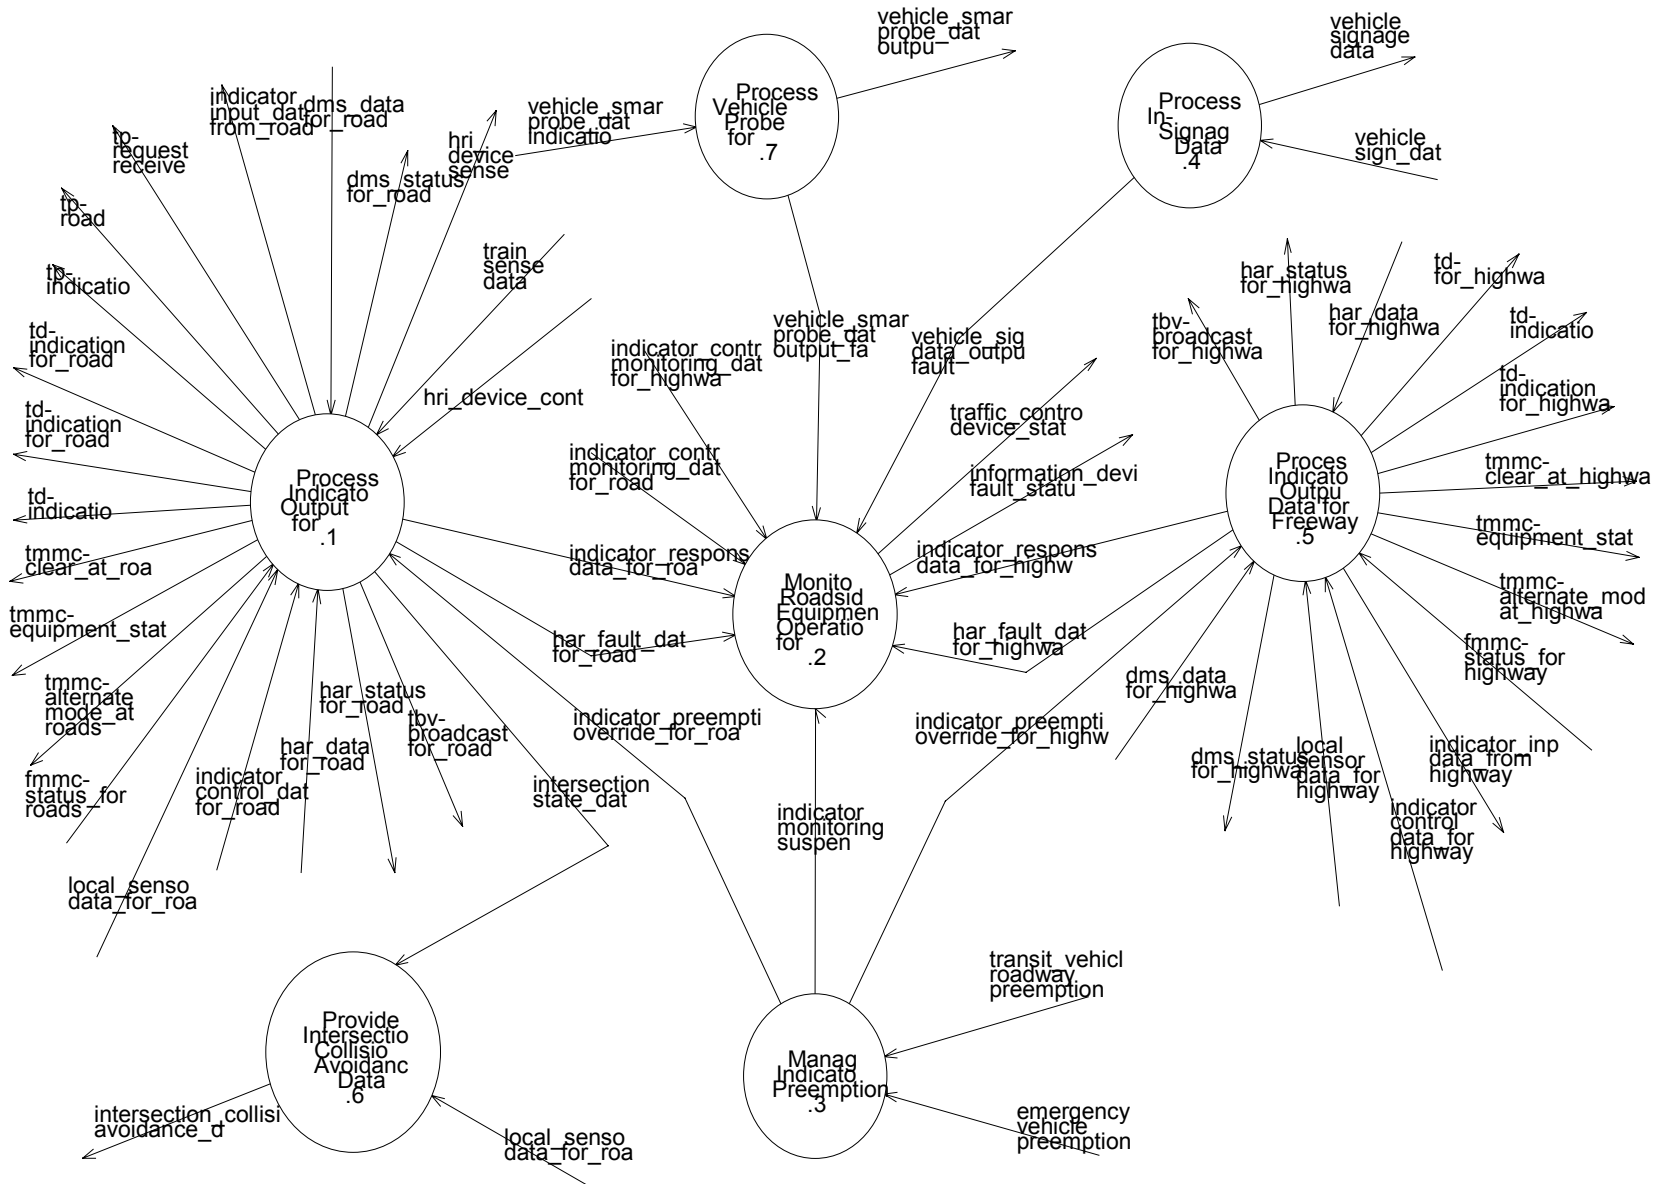 vehicle_smar
probe_dat
outpu
vehicle
signage
data
Process
Vehicle
Probe
for
.7
Process
In-
Signag
Data
.4
vehicle
sign_dat
indicator
input_dat
from_road
dms_data
for_road
tp-
request
receive
hri
device
sense
vehicle_smar
probe_dat
indicatio
dms_status
for_road
tp-
road
train
sense
data
tp-
indicatio
har_status
for_highwa
td-
for_highwa
td-
indication
for_road
indicator_contr
monitoring_dat
for_highwa
vehicle_smar
probe_dat
output_fa
vehicle_sig
data_outpu
fault
tbv-
broadcast
for_highwa
har_data
for_highwa
td-
indicatio
hri_device_cont
traffic_contro
device_stat
td-
indication
for_highwa
td-
indication
for_road
indicator_contr
monitoring_dat
for_road
information_devi
fault_statu
tmmc-
clear_at_highwa
Process
Indicato
Output
for
.1
Proces
Indicato
Outpu
Data for
Freeway
.5
td-
indicatio
tmmc-
equipment_stat
tmmc-
clear_at_roa
indicator_respons
data_for_roa
indicator_respons
data_for_highw
Monito
Roadsid
Equipmen
Operatio
for
.2
tmmc-
alternate_mod
at_highwa
tmmc-
equipment_stat
har_fault_dat
for_road
har_fault_dat
for_highwa
fmmc-
status_for
highway
tmmc-
alternate
mode_at
roads
har_status
for_road
tbv-
broadcast
for_road
indicator_preempti
override_for_roa
indicator_preempti
override_for_highw
dms_data
for_highwa
har_data
for_road
dms_status
for_highwa
local
sensor
data_for
highway
indicator_inp
data_from
highway
fmmc-
status_for
roads
indicator
control_dat
for_road
intersection
state_dat
indicator
monitoring
suspen
indicator
control
data_for
highway
local_senso
data_for_roa
transit_vehicl
roadway
preemption
Provide
Intersectio
Collisio
Avoidanc
Data
.6
Manag
Indicato
Preemption
.3
intersection_collisi
avoidance_d
local_senso
data_for_roa
emergency
vehicle
preemption